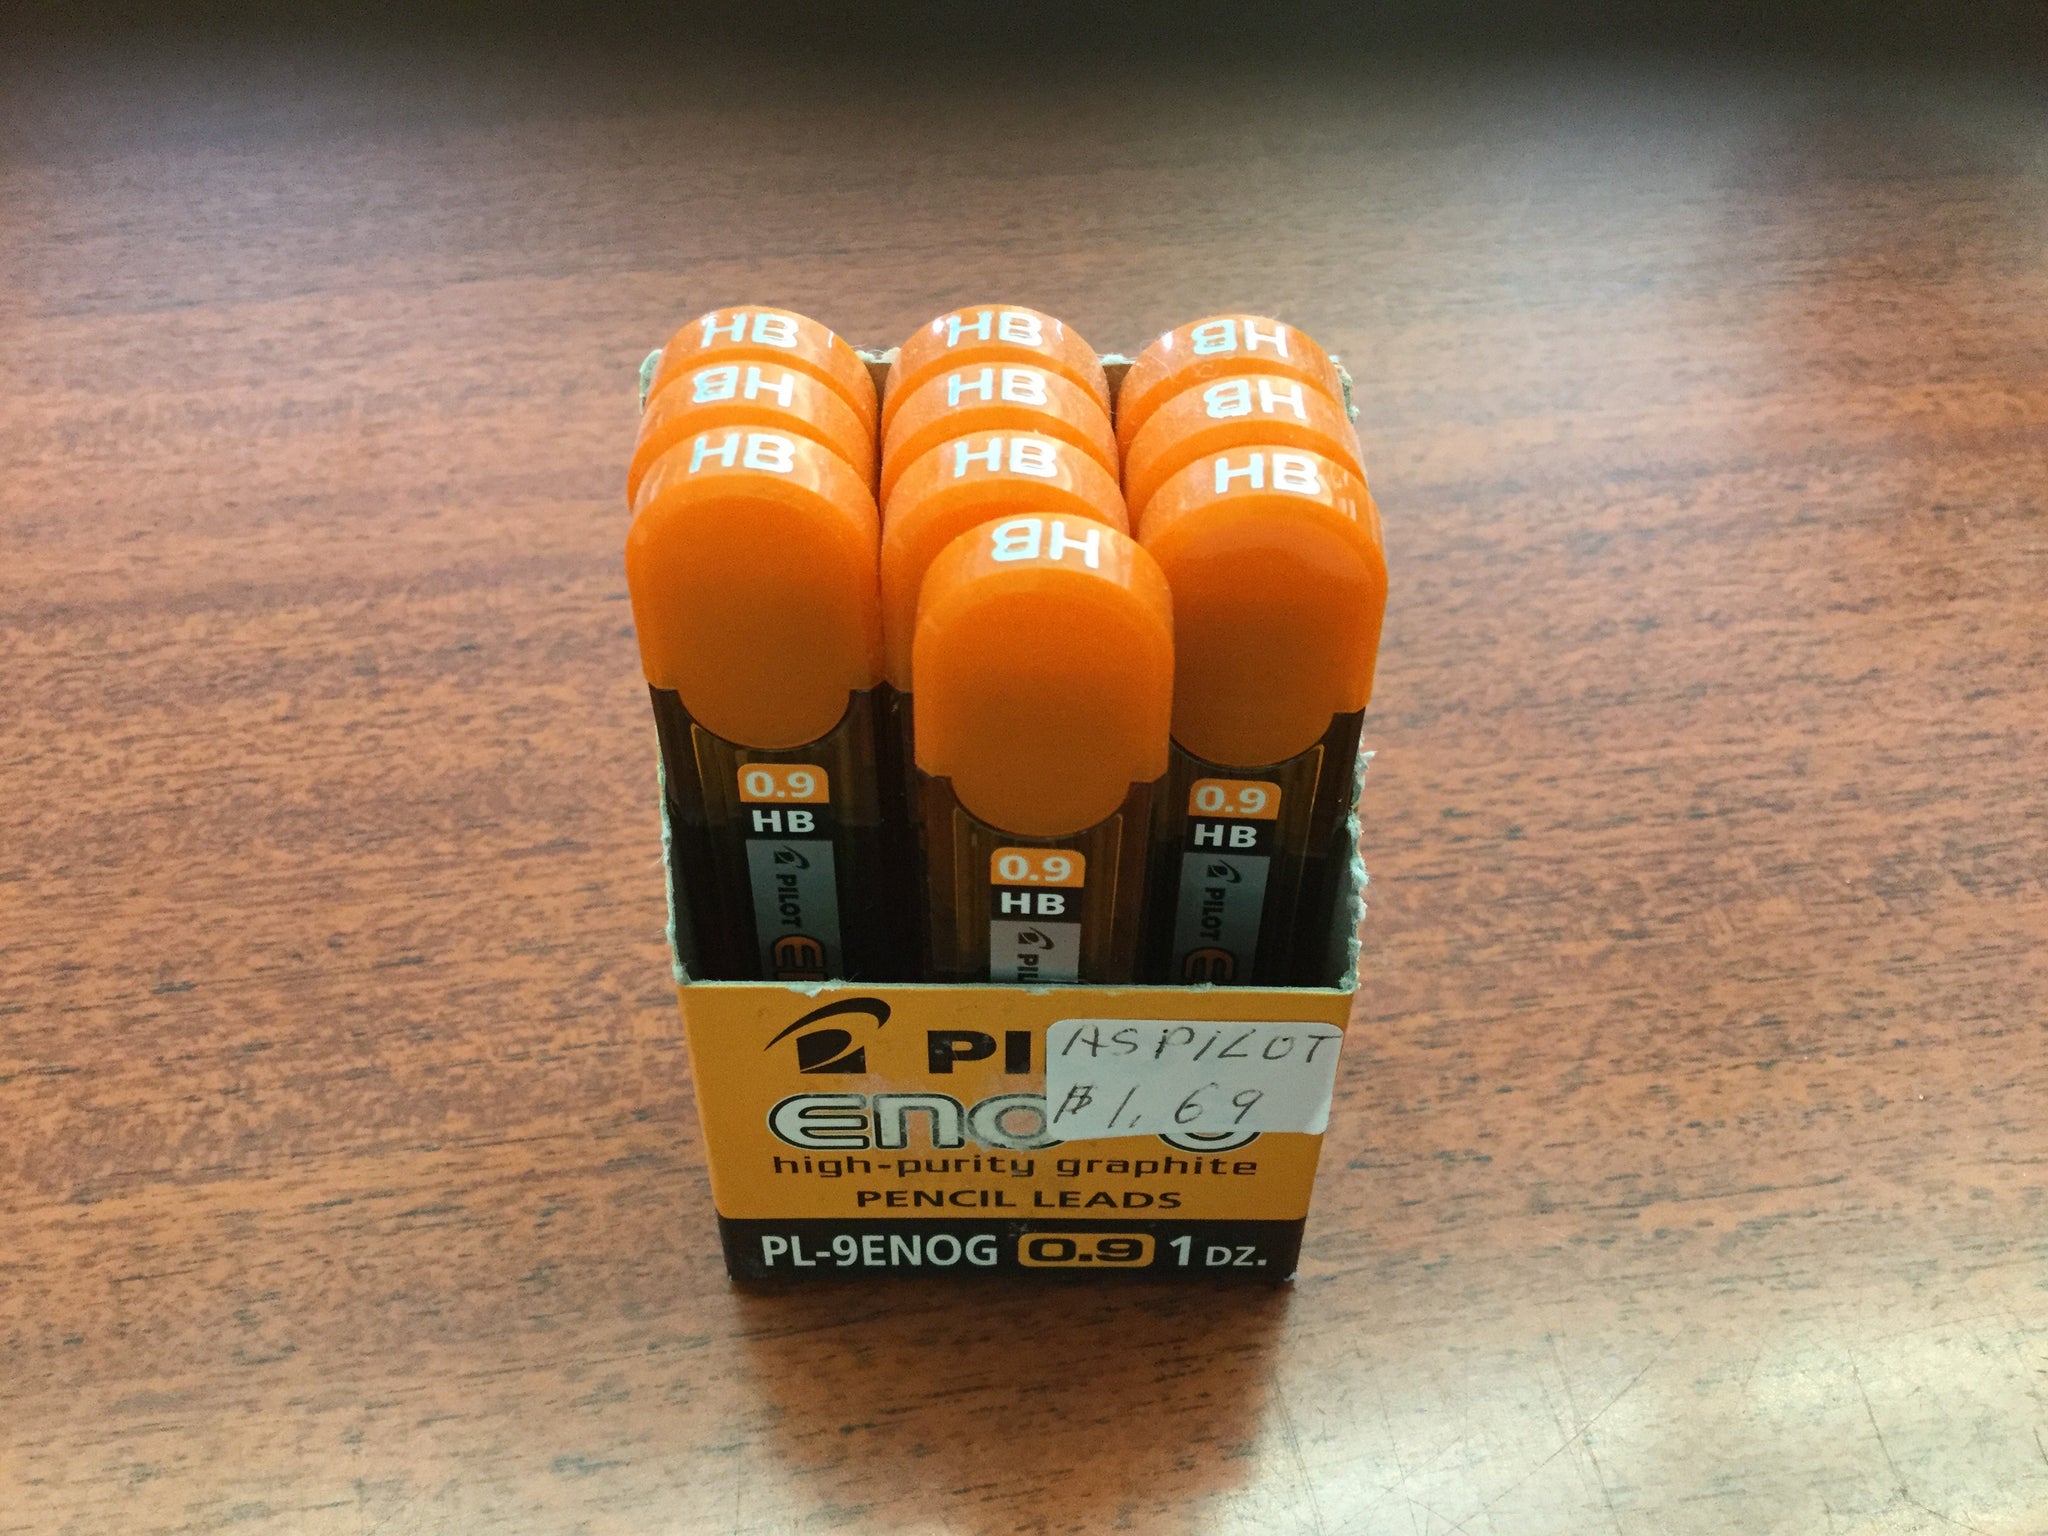 HB HB HB
HB HB HB
HB HB HB
HB
0.9
HB
PILOT
0.9
HB
0.9
HB
PILOT
ASPILOT
$1.69
high-purity graphite
PENCIL LEADS
PL-9ENOG 0.9 1 DZ.